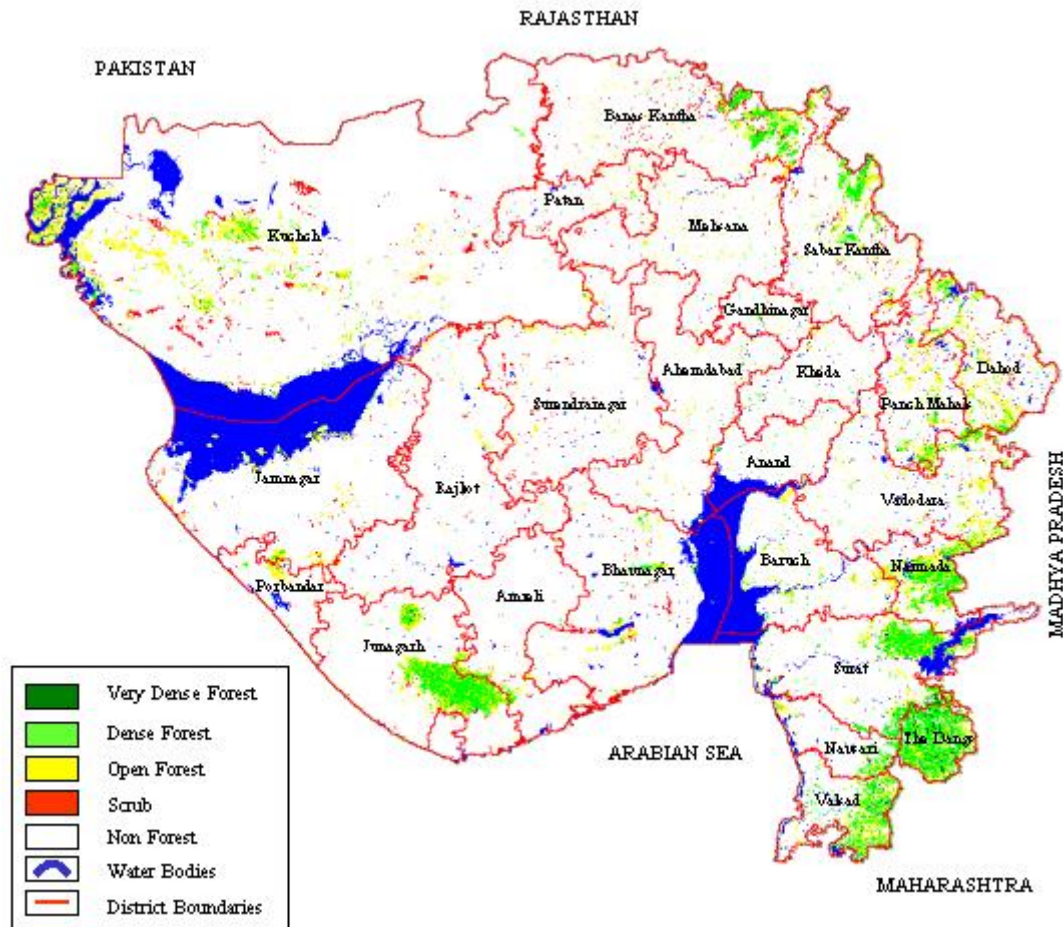 RAJASTHAN
PAKISTAN
Banas Kantha
Patan
Mehsana
Kuchch
Sabar Kantha
Gandhinagar
Ahamdabad
Kheda
Dahod
Panch Mahals
Surendranagar
Anand
Jamnagar
Rajkot
Vadodara
MADHYA PRADESH
Baruch
Narmada
Bhavnagar
Porbandar
Amreli
Junagarh
Surat
Very Dense Forest
Dense Forest
ARABIAN SEA
Navsari
The Dangs
Open Forest
Valsad
Scrub
Non Forest
Water Bodies
MAHARASHTRA
District Boundaries